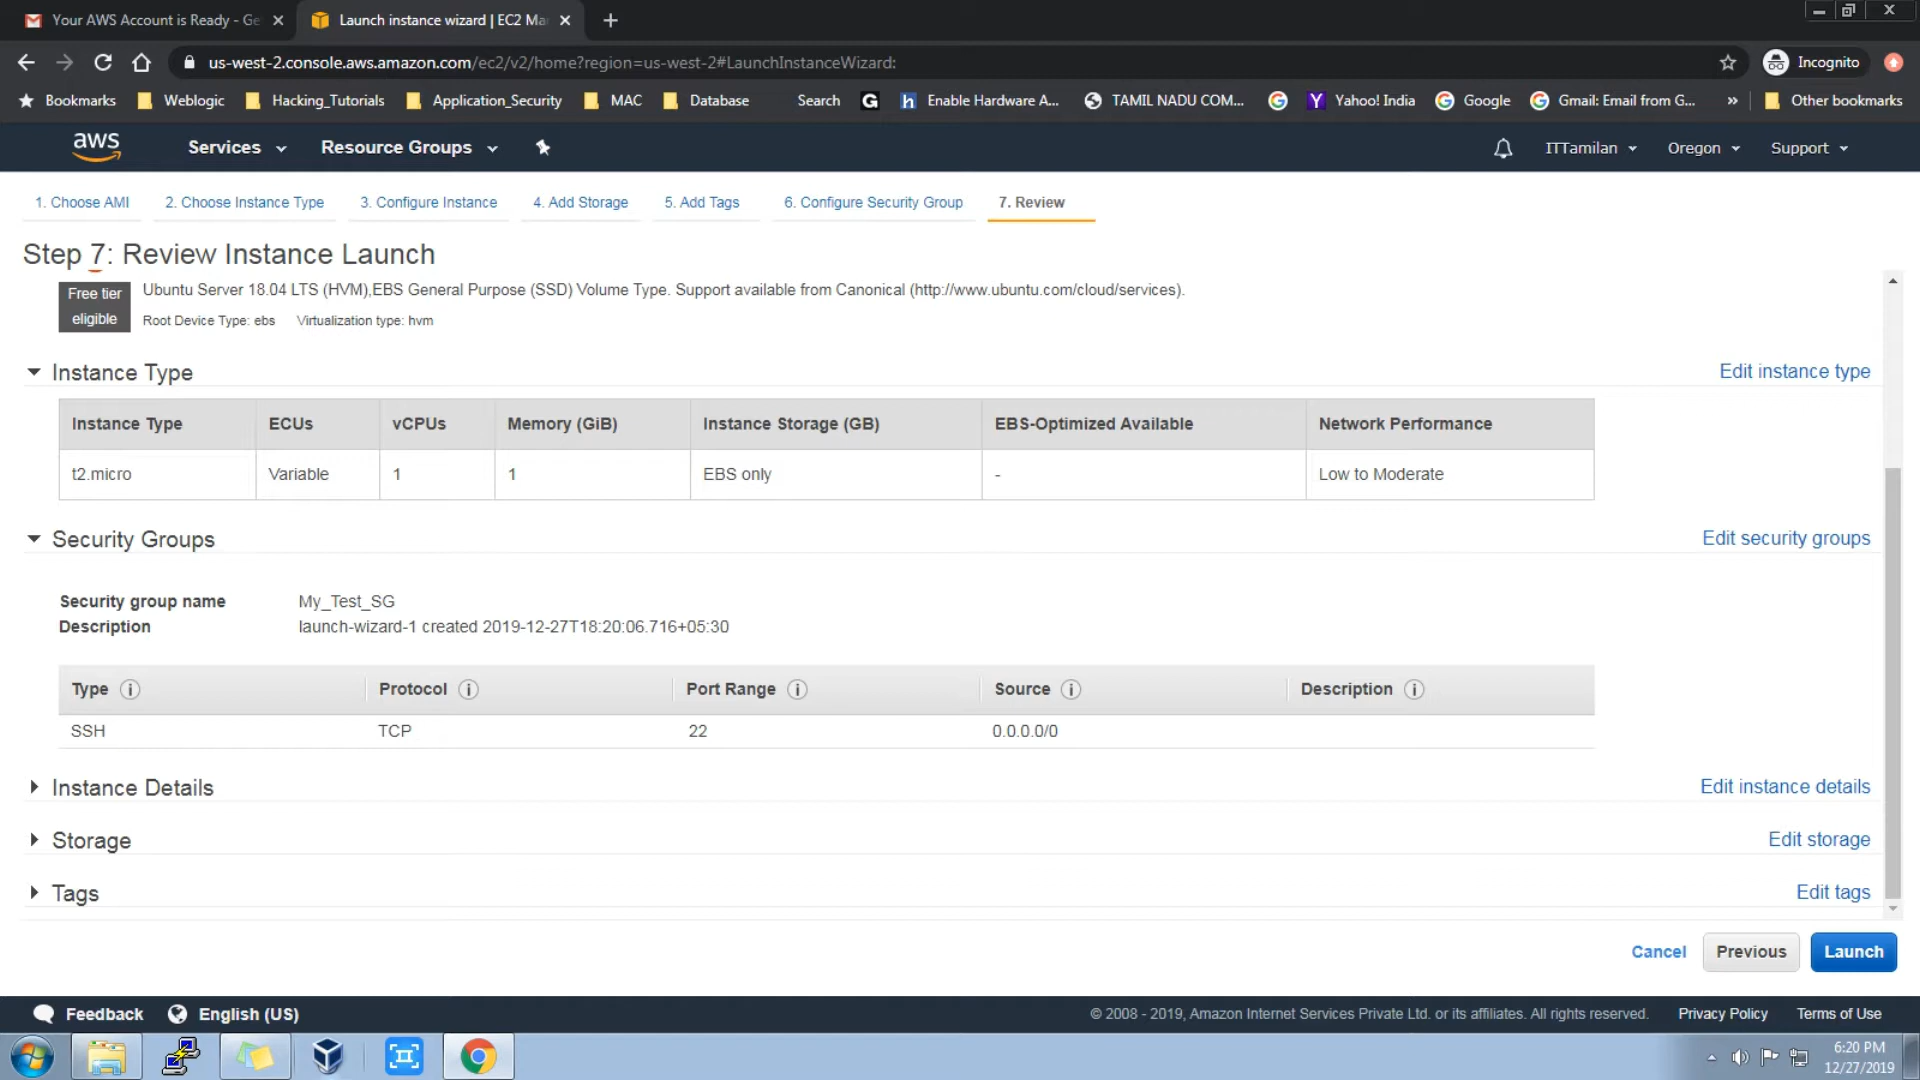 Your AWS Account is Ready - Ge
Launch instance wizard | EC2 Ma
us-west-2.console.aws.amazon.com/ec2/v2/home?region=us-west-2#LaunchInstanceWizard:
Incognito
Bookmarks Weblogic Hacking_Tutorials Application_Security MAC Database Search Enable Hardware A... TAMIL NADU COM... Yahoo! India Google Gmail: Email from G... » Other bookmarks
aws Services Resource Groups ITTamilan Oregon Support
1. Choose AMI 2. Choose Instance Type 3. Configure Instance 4. Add Storage 5. Add Tags 6. Configure Security Group 7. Review
Step 7: Review Instance Launch
Free tier eligible
Ubuntu Server 18.04 LTS (HVM),EBS General Purpose (SSD) Volume Type. Support available from Canonical (http://www.ubuntu.com/cloud/services).
Root Device Type: ebs Virtualization type: hvm
Instance Type Edit instance type
Instance Type ECUs vCPUs Memory (GiB) Instance Storage (GB) EBS-Optimized Available Network Performance
t2.micro Variable 1 1 EBS only - Low to Moderate
Security Groups Edit security groups
Security group name My_Test_SG
Description launch-wizard-1 created 2019-12-27T18:20:06.716+05:30
Type i Protocol i Port Range i Source i Description i
SSH TCP 22 0.0.0.0/0
Instance Details Edit instance details
Storage Edit storage
Tags Edit tags
Cancel Previous Launch
Feedback English (US) © 2008 - 2019, Amazon Internet Services Private Ltd. or its affiliates. All rights reserved. Privacy Policy Terms of Use
6:20 PM
12/27/2019